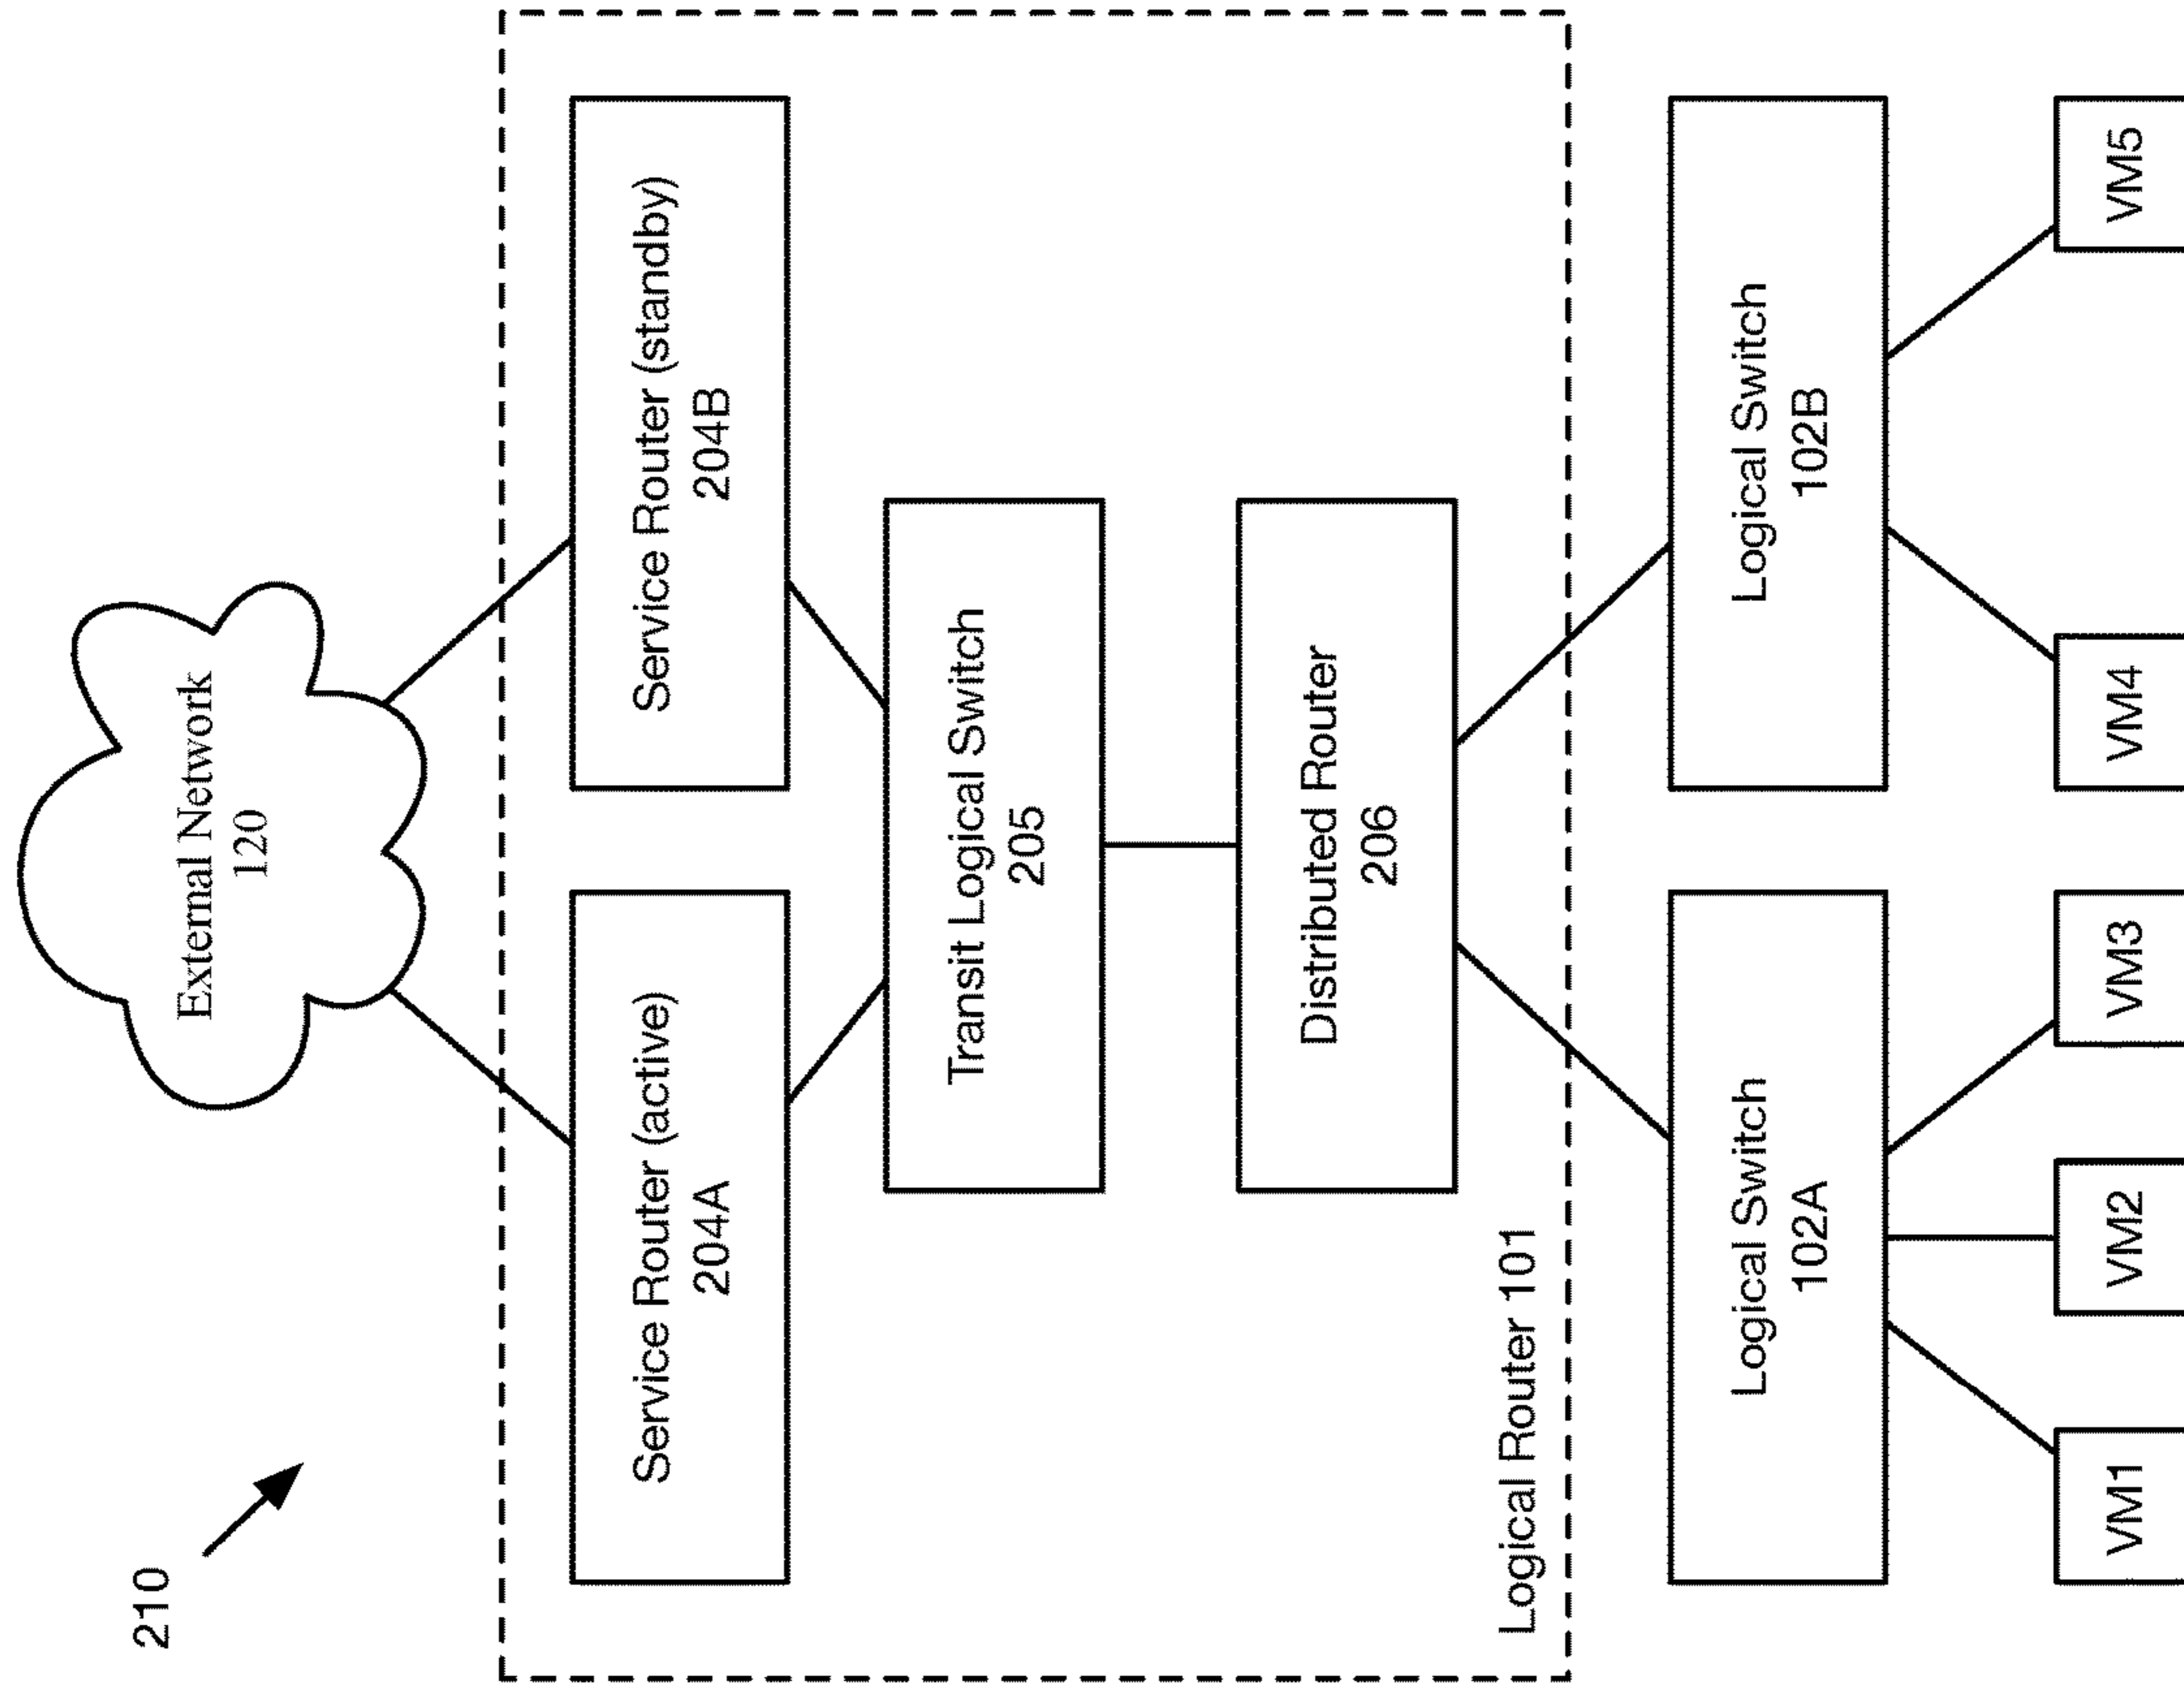 210
External Network
120
Service Router (active)
204A
Service Router (standby)
204B
Transit Logical Switch
205
Distributed Router
206
Logical Router 101
Logical Switch
102A
Logical Switch
102B
VM1
VM2
VM3
VM4
VM5